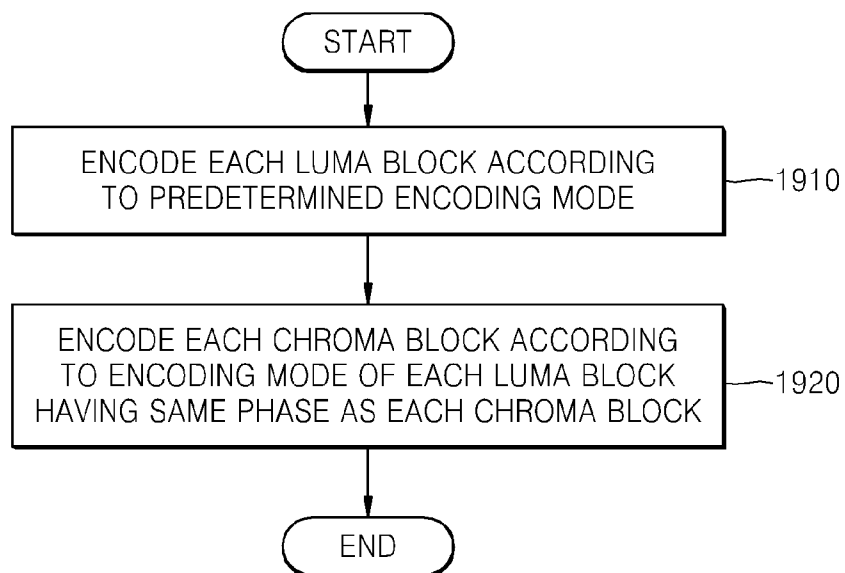 START
ENCODE EACH LUMA BLOCK ACCORDING
TO PREDETERMINED ENCODING MODE
1910
ENCODE EACH CHROMA BLOCK ACCORDING
TO ENCODING MODE OF EACH LUMA BLOCK
HAVING SAME PHASE AS EACH CHROMA BLOCK
1920
END